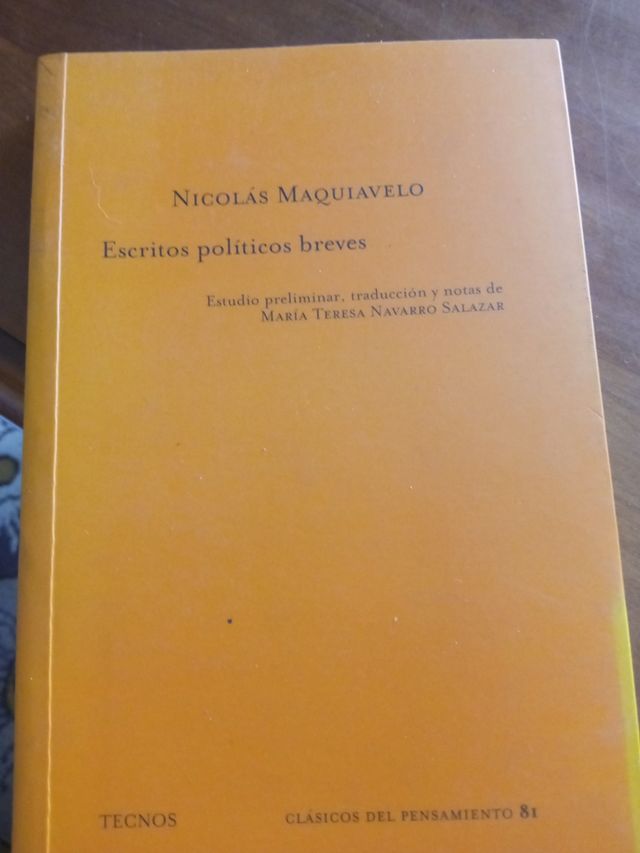 NICOLÁS MAQUIAVELO
Escritos políticos breves
Estudio preliminar, traducción y notas de
MARÍA TERESA NAVARRO SALAZAR
TECNOS
CLÁSICOS DEL PENSAMIENTO 81